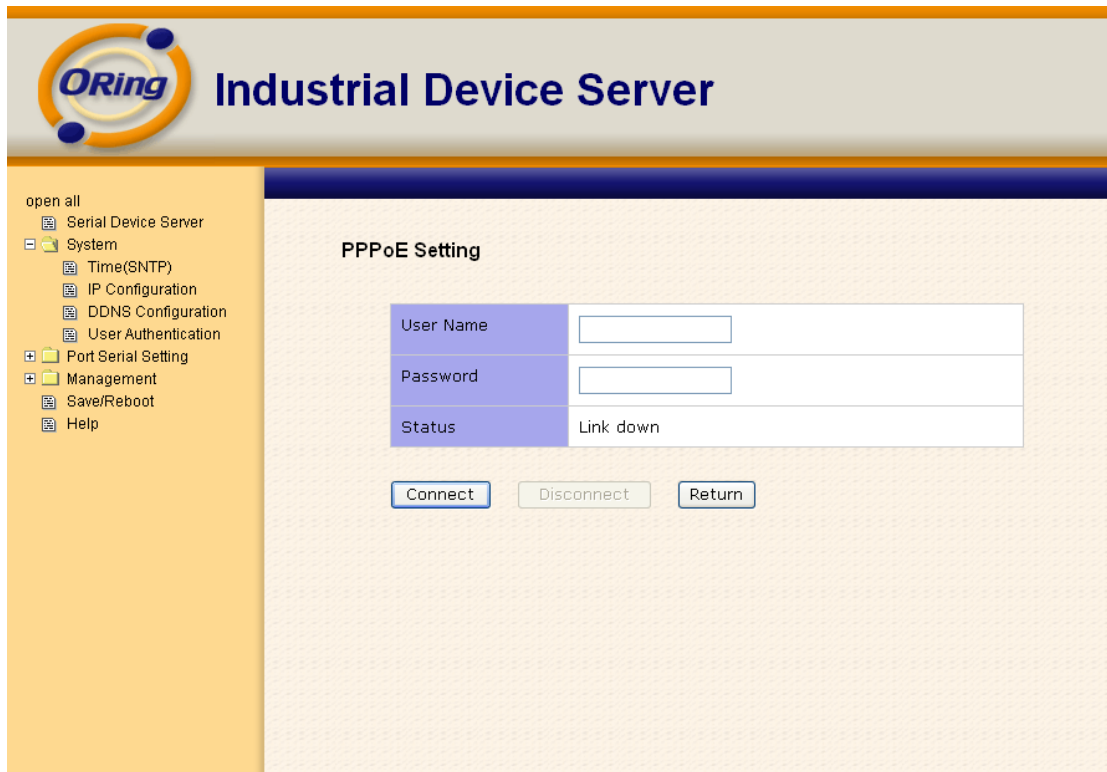 ORing
Industrial Device Server
open all
Serial Device Server
System
Time(SNTP)
IP Configuration
DDNS Configuration
User Authentication
Port Serial Setting
Management
Save/Reboot
Help
PPPoE Setting
User Name
Password
Status Link down
Connect Disconnect Return